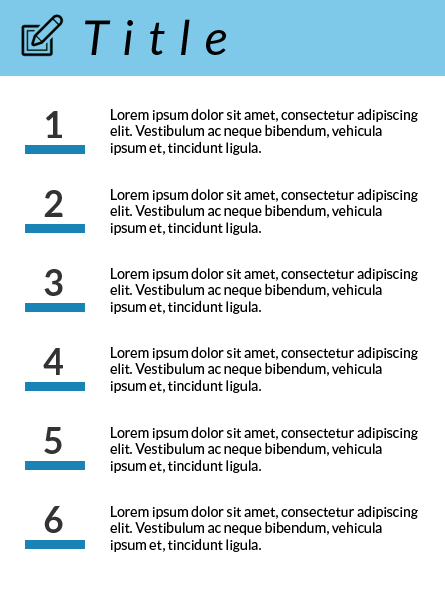 Title
1
Lorem ipsum dolor sit amet, consectetur adipiscing
elit. Vestibulum ac neque bibendum, vehicula
ipsum et, tincidunt ligula.
2
Lorem ipsum dolor sit amet, consectetur adipiscing
elit. Vestibulum ac neque bibendum, vehicula
ipsum et, tincidunt ligula.
3
Lorem ipsum dolor sit amet, consectetur adipiscing
elit. Vestibulum ac neque bibendum, vehicula
ipsum et, tincidunt ligula.
4
Lorem ipsum dolor sit amet, consectetur adipiscing
elit. Vestibulum ac neque bibendum, vehicula
ipsum et, tincidunt ligula.
5
Lorem ipsum dolor sit amet, consectetur adipiscing
elit. Vestibulum ac neque bibendum, vehicula
ipsum et, tincidunt ligula.
6
Lorem ipsum dolor sit amet, consectetur adipiscing
elit. Vestibulum ac neque bibendum, vehicula
ipsum et, tincidunt ligula.